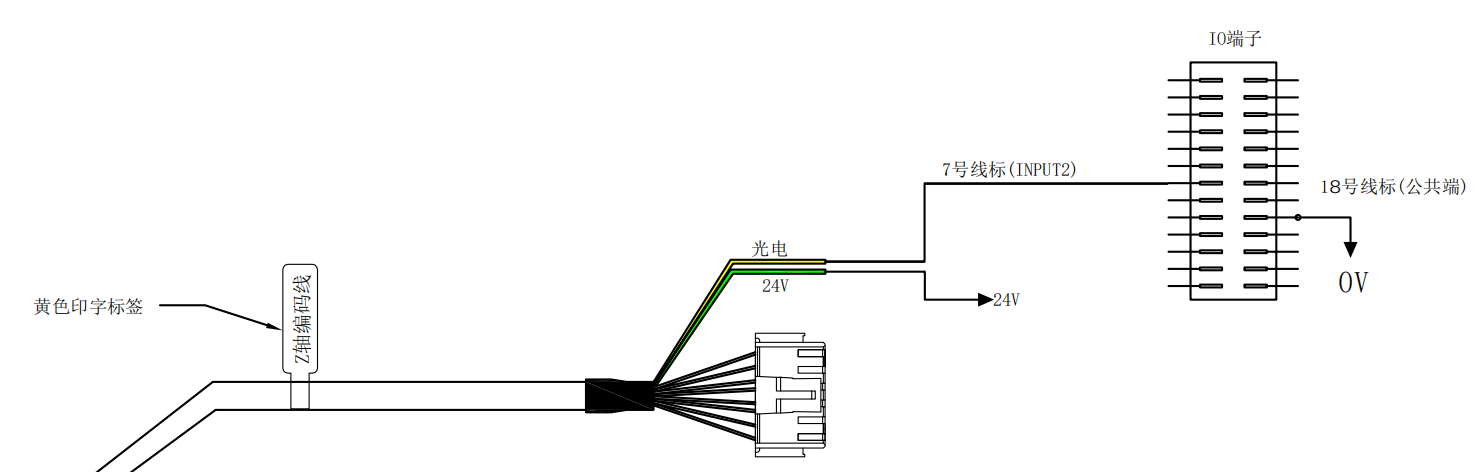 IO端子
7号线标(INPUT2)
18号线标(公共端)
光电
0V
24V
24V
黄色印字标签
Z轴编码线